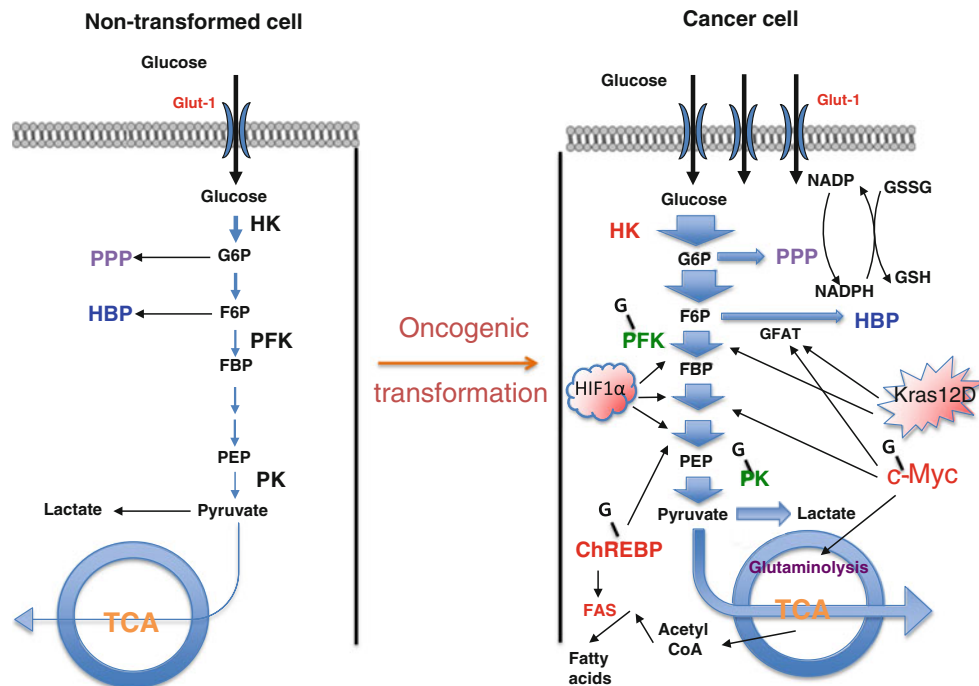 Non-transformed cell
Glucose
Glut-1
Glucose
HK
PPP
G6P
HBP
F6P
PFK
FBP
PEP
PK
Lactate
Pyruvate
TCA
Oncogenic
transformation
Cancer cell
Glucose
Glut-1
Glucose
NADP
GSSG
HK
G6P
PPP
NADPH
GSH
G
F6P
HBP
PFK
GFAT
FBP
HIF1α
Kras12D
G
PEP
G
PK
G
c-Myc
Pyruvate
Lactate
ChREBP
Glutaminolysis
FAS
TCA
Acetyl
CoA
Fatty
acids